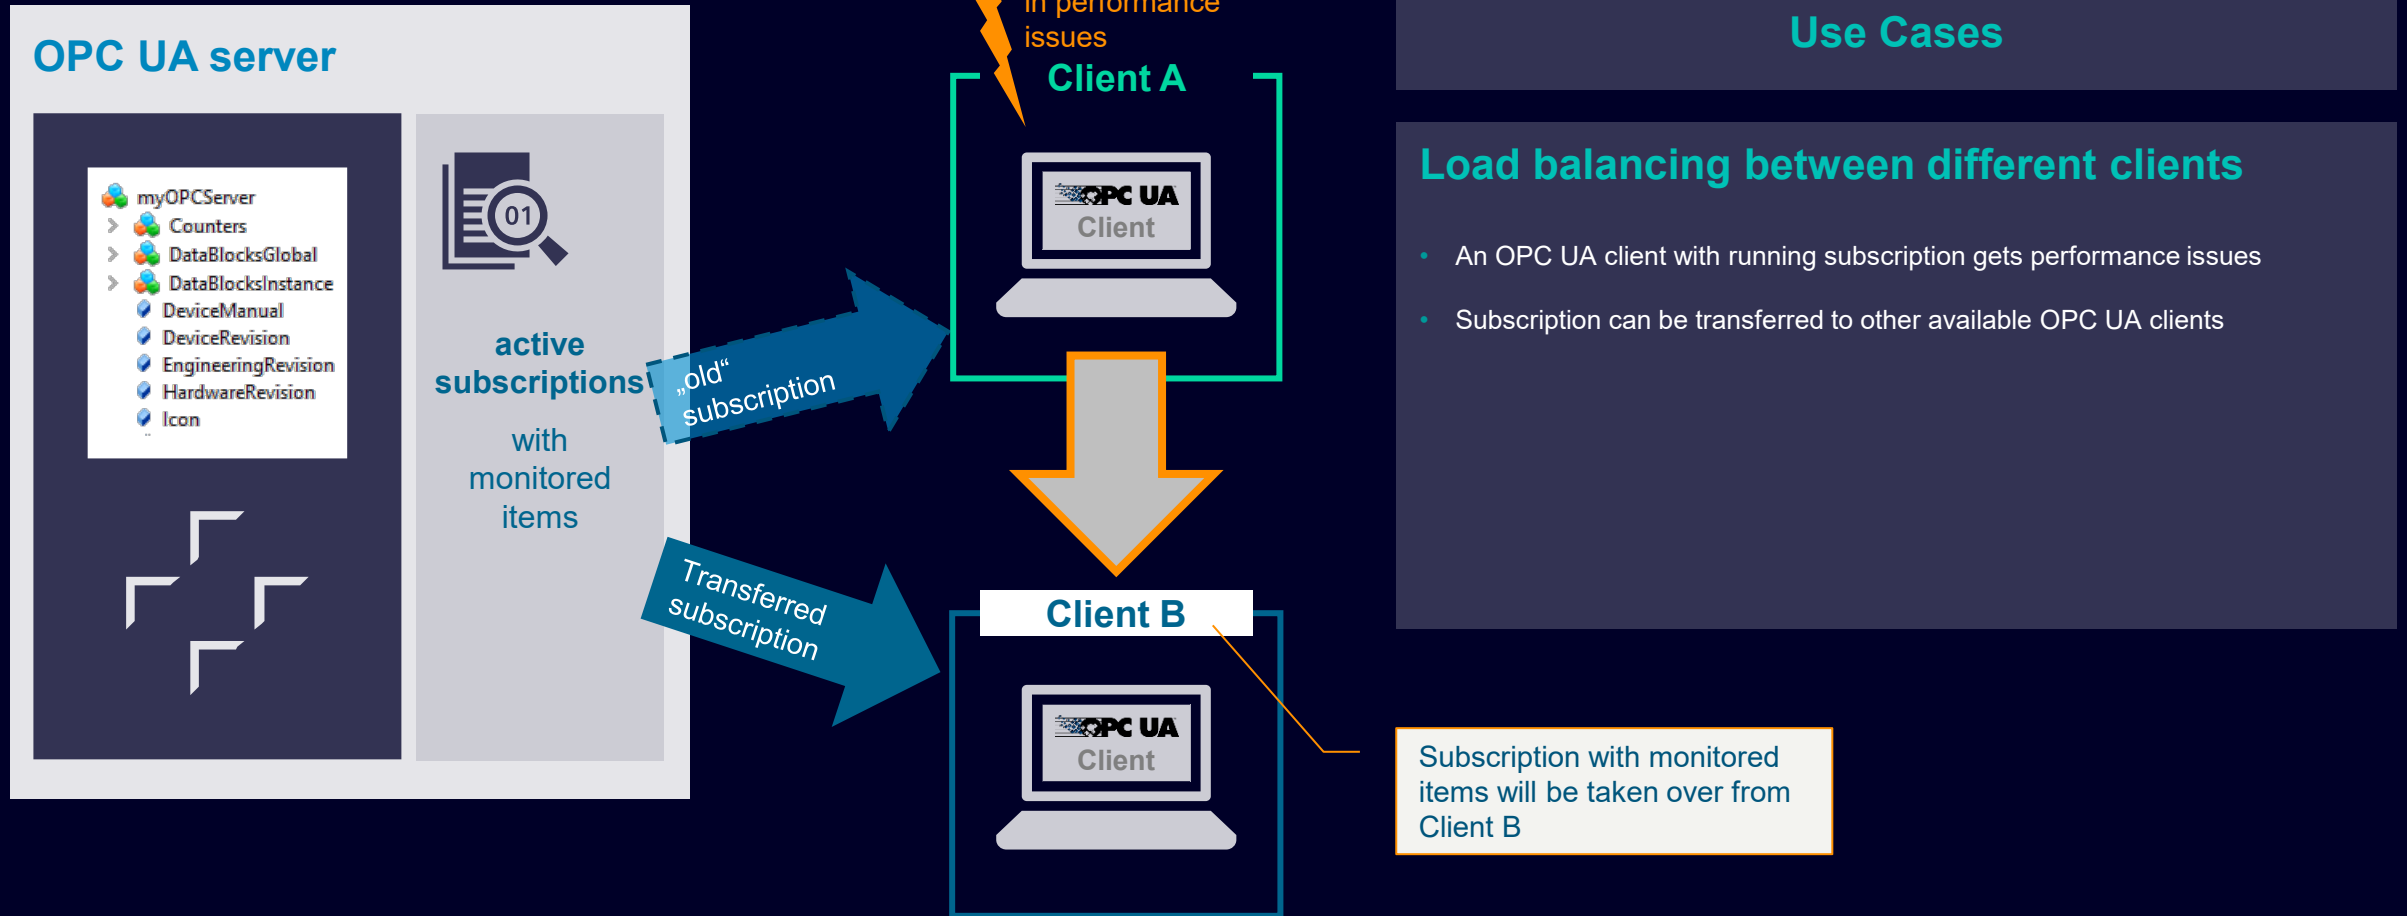 OPC UA server
myOPCServer
Counters
DataBlocksGlobal
DataBlocksInstance
DeviceManual
DeviceRevision
EngineeringRevision
HardwareRevision
Icon
01
active
subscriptions
with
monitored
items
„old“
subscription
Transferred
subscription
in performance
issues
Client A
OPC UA
Client
Client B
OPC UA
Client
Use Cases
Load balancing between different clients
• An OPC UA client with running subscription gets performance issues
• Subscription can be transferred to other available OPC UA clients
Subscription with monitored
items will be taken over from
Client B